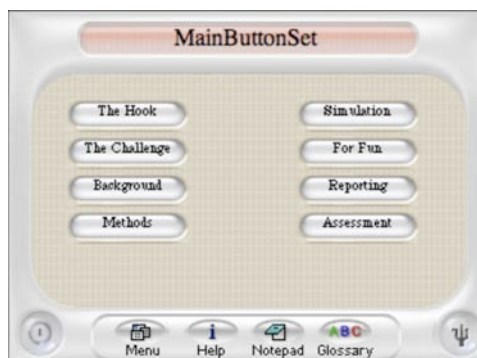 MainButtonSet
The Hook
The Challenge
Background
Methods
Simulation
For Fun
Reporting
Assessment
i
ABC
Menu
Help
Notepad
Glossary
ψ